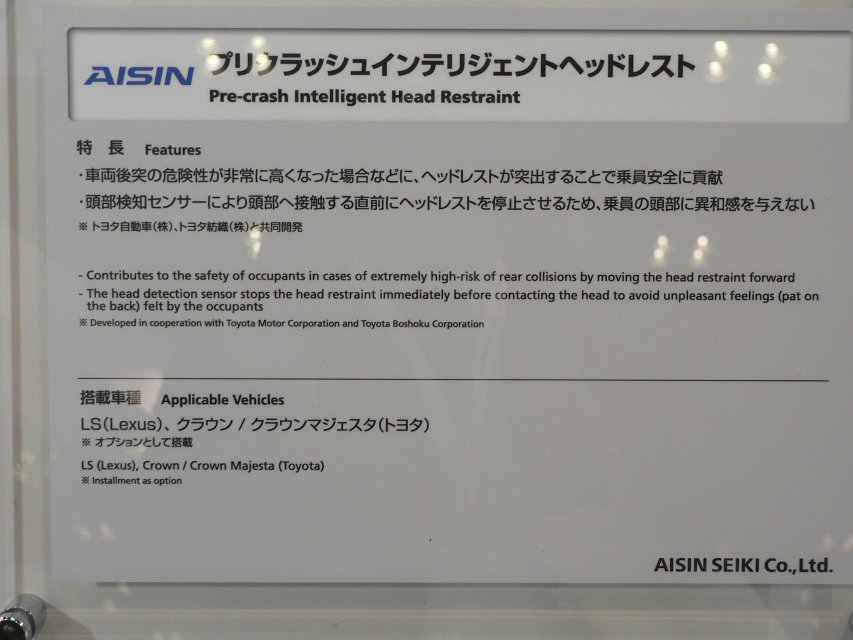 AISIN プリクラッシュインテリジェントヘッドレスト
Pre-crash Intelligent Head Restraint
特 長 Features
・車両後突の危険性が非常に高くなった場合などに、ヘッドレストが突出することで乗員安全に貢献
・頭部検知センサーにより頭部へ接触する直前にヘッドレストを停止させるため、乗員の頭部に異和感を与えない
※ トヨタ自動車(株)、トヨタ紡織(株)と共同開発
- Contributes to the safety of occupants in cases of extremely high-risk of rear collisions by moving the head restraint forward
- The head detection sensor stops the head restraint immediately before contacting the head to avoid unpleasant feelings (pat on
the back) felt by the occupants
※ Developed in cooperation with Toyota Motor Corporation and Toyota Boshoku Corporation
搭載車種 Applicable Vehicles
LS(Lexus)、クラウン / クラウンマジェスタ(トヨタ)
※ オプションとして搭載
LS (Lexus), Crown / Crown Majesta (Toyota)
※ Installment as option
AISIN SEIKI Co.,Ltd.